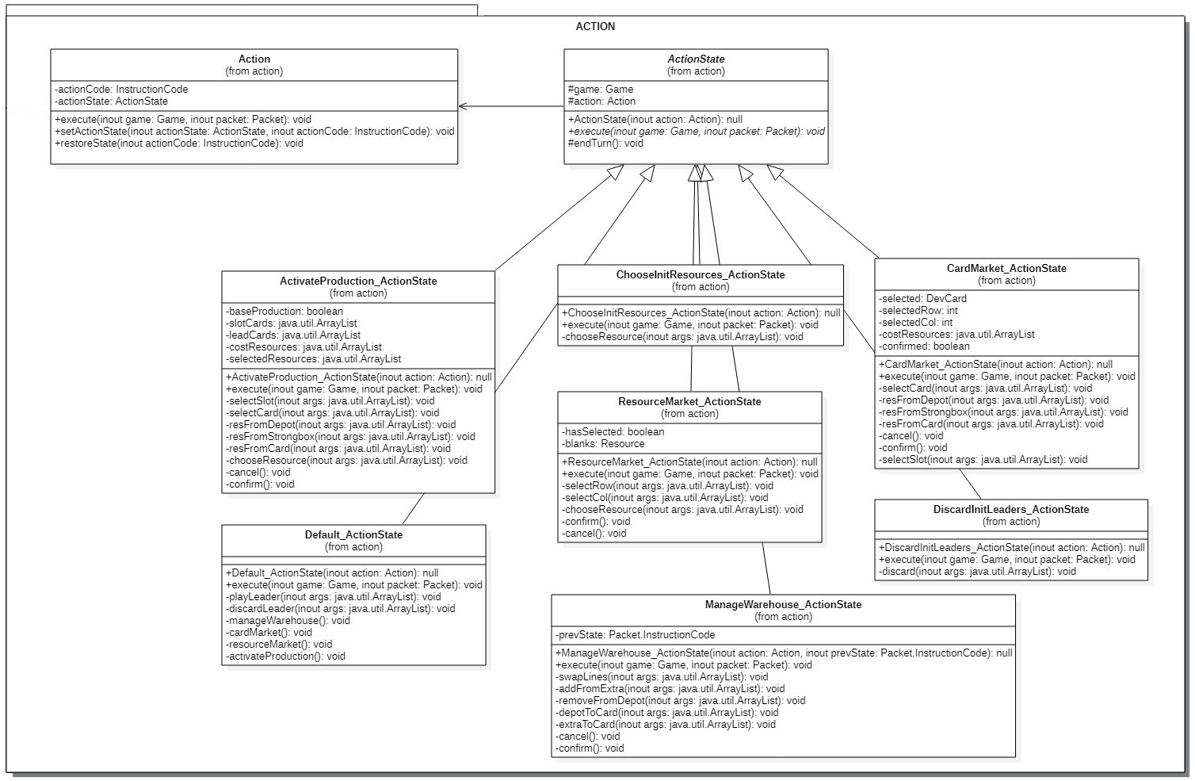 ACTION
Action
(from action)
-actionCode: InstructionCode
-actionState: ActionState
+execute(inout game: Game, inout packet: Packet): void
+setActionState(inout actionState: ActionState, inout actionCode: InstructionCode): void
+restoreState(inout actionCode: InstructionCode): void
ActionState
(from action)
#game: Game
#action: Action
+ActionState(inout action: Action): null
+execute(inout game: Game, inout packet: Packet): void
#endTurn(): void
ActivateProduction_ActionState
(from action)
-baseProduction: boolean
-slotCards: java.util.ArrayList
-leadCards: java.util.ArrayList
-costResources: java.util.ArrayList
-selectedResources: java.util.ArrayList
+ActivateProduction_ActionState(inout action: Action): null
+execute(inout game: Game, inout packet: Packet): void
-selectSlot(inout args: java.util.ArrayList): void
-selectCard(inout args: java.util.ArrayList): void
-resFromDepot(inout args: java.util.ArrayList): void
-resFromStrongbox(inout args: java.util.ArrayList): void
-resFromCard(inout args: java.util.ArrayList): void
-chooseResource(inout args: java.util.ArrayList): void
-cancel(): void
-confirm(): void
ChooseInitResources_ActionState
(from action)
+ChooseInitResources_ActionState(inout action: Action): null
+execute(inout game: Game, inout packet: Packet): void
-chooseResource(inout args: java.util.ArrayList): void
CardMarket_ActionState
(from action)
-selected: DevCard
-selectedRow: int
-selectedCol: int
-costResources: java.util.ArrayList
-confirmed: boolean
+CardMarket_ActionState(inout action: Action): null
+execute(inout game: Game, inout packet: Packet): void
-selectCard(inout args: java.util.ArrayList): void
-resFromDepot(inout args: java.util.ArrayList): void
-resFromStrongbox(inout args: java.util.ArrayList): void
-resFromCard(inout args: java.util.ArrayList): void
-cancel(): void
-confirm(): void
-selectSlot(inout args: java.util.ArrayList): void
ResourceMarket_ActionState
(from action)
-hasSelected: boolean
-blanks: Resource
+ResourceMarket_ActionState(inout action: Action): null
+execute(inout game: Game, inout packet: Packet): void
-selectRow(inout args: java.util.ArrayList): void
-selectCol(inout args: java.util.ArrayList): void
-chooseResource(inout args: java.util.ArrayList): void
-confirm(): void
-cancel(): void
DiscardInitLeaders_ActionState
(from action)
+DiscardInitLeaders_ActionState(inout action: Action): null
+execute(inout game: Game, inout packet: Packet): void
-discard(inout args: java.util.ArrayList): void
Default_ActionState
(from action)
+Default_ActionState(inout action: Action): null
+execute(inout game: Game, inout packet: Packet): void
-playLeader(inout args: java.util.ArrayList): void
-discardLeader(inout args: java.util.ArrayList): void
-manageWarehouse(): void
-cardMarket(): void
-resourceMarket(): void
-activateProduction(): void
ManageWarehouse_ActionState
(from action)
-prevState: Packet.InstructionCode
+ManageWarehouse_ActionState(inout action: Action, inout prevState: Packet.InstructionCode): null
+execute(inout game: Game, inout packet: Packet): void
-swapLines(inout args: java.util.ArrayList): void
-addFromExtra(inout args: java.util.ArrayList): void
-removeFromDepot(inout args: java.util.ArrayList): void
-depotToCard(inout args: java.util.ArrayList): void
-extraToCard(inout args: java.util.ArrayList): void
-cancel(): void
-confirm(): void